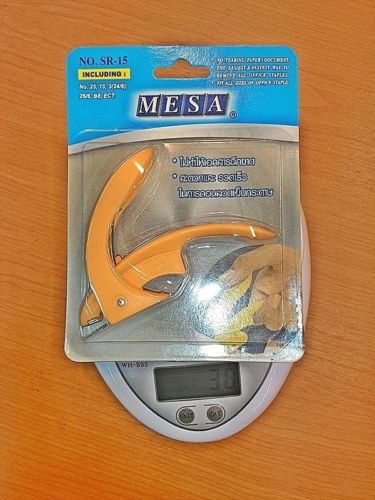 NO. SR-15
INCLUDING :
No. 25, 10, 3(24/6),
26/6, B8, ECT
NO TEARING PAPER DOCUMENT
THE EASIEST & FASTEST WAY TO
REMOVE ALL OFFICE STAPLES
FIT ALL SIZES OF OFFICE STAPLE
MESA®
• ไม่ทำให้เอกสารฉีกขาด
• สะดวกและ รวดเร็ว
ในการถอนลวดเย็บกระดาษ
WH-B05
UNIT